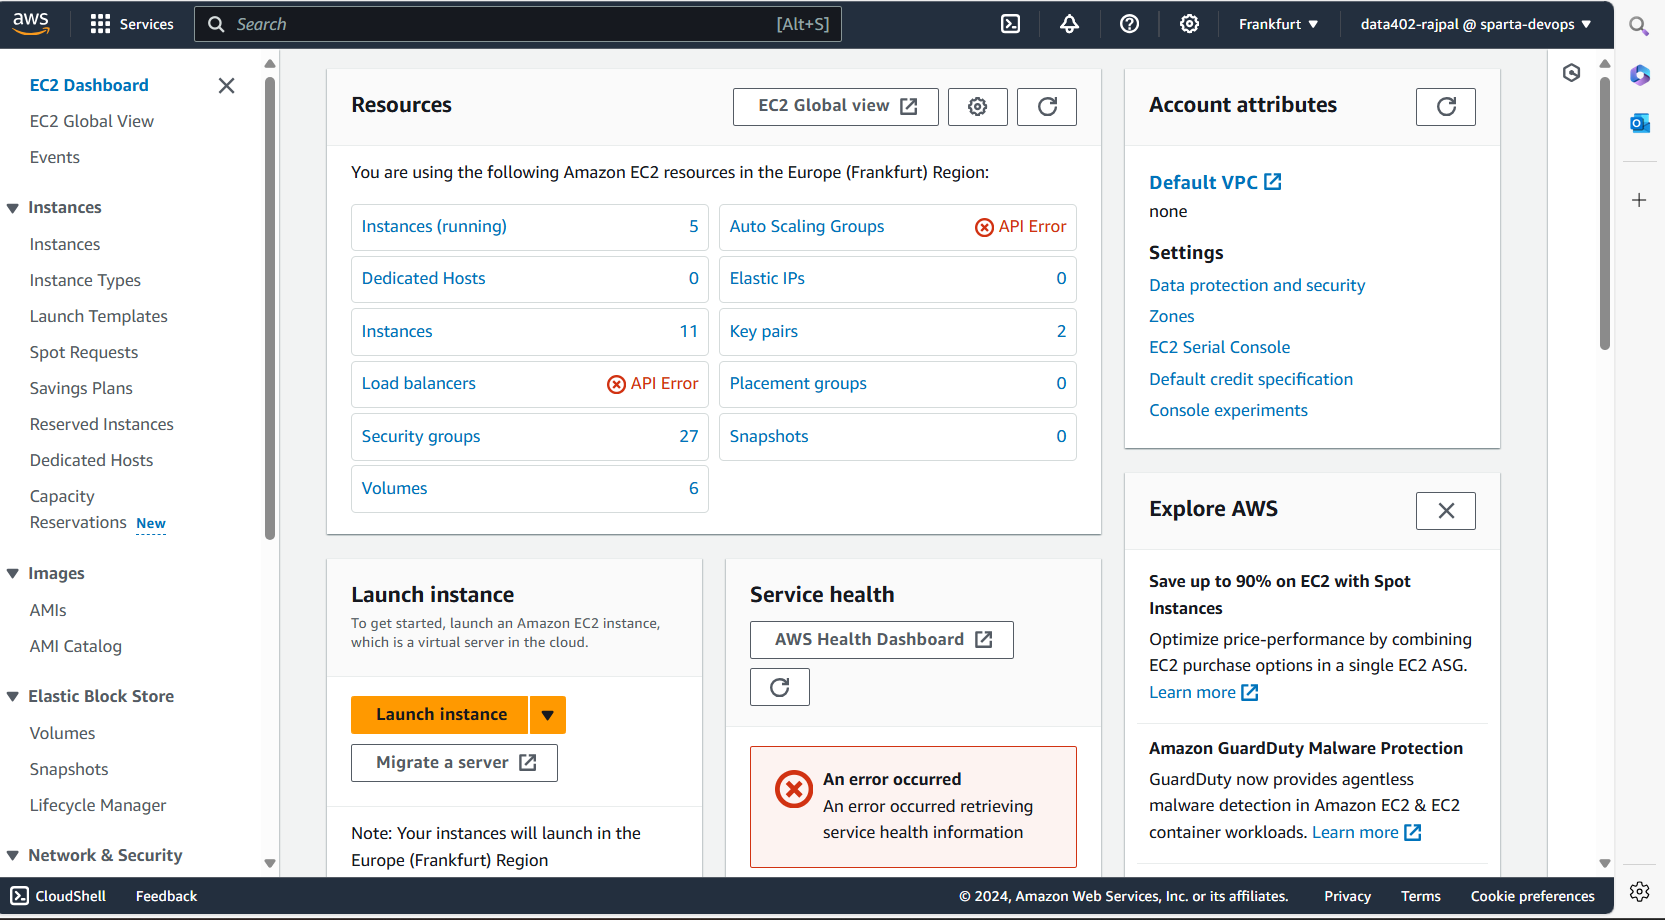 aws
Services
Search
[Alt+S]
Frankfurt
data402-rajpal @ sparta-devops
EC2 Dashboard
EC2 Global View
Events
Instances
Instances
Instance Types
Launch Templates
Spot Requests
Savings Plans
Reserved Instances
Dedicated Hosts
Capacity
Reservations New
Images
AMIs
AMI Catalog
Elastic Block Store
Volumes
Snapshots
Lifecycle Manager
Network & Security
Resources
EC2 Global view
You are using the following Amazon EC2 resources in the Europe (Frankfurt) Region:
Instances (running) 5
Auto Scaling Groups API Error
Dedicated Hosts 0
Elastic IPs 0
Instances 11
Key pairs 2
Load balancers API Error
Placement groups 0
Security groups 27
Snapshots 0
Volumes 6
Launch instance
To get started, launch an Amazon EC2 instance,
which is a virtual server in the cloud.
Launch instance
Migrate a server
Note: Your instances will launch in the
Europe (Frankfurt) Region
Service health
AWS Health Dashboard
An error occurred
An error occurred retrieving
service health information
Account attributes
Default VPC
none
Settings
Data protection and security
Zones
EC2 Serial Console
Default credit specification
Console experiments
Explore AWS
Save up to 90% on EC2 with Spot
Instances
Optimize price-performance by combining
EC2 purchase options in a single EC2 ASG.
Learn more
Amazon GuardDuty Malware Protection
GuardDuty now provides agentless
malware detection in Amazon EC2 & EC2
container workloads. Learn more
CloudShell
Feedback
© 2024, Amazon Web Services, Inc. or its affiliates.
Privacy
Terms
Cookie preferences